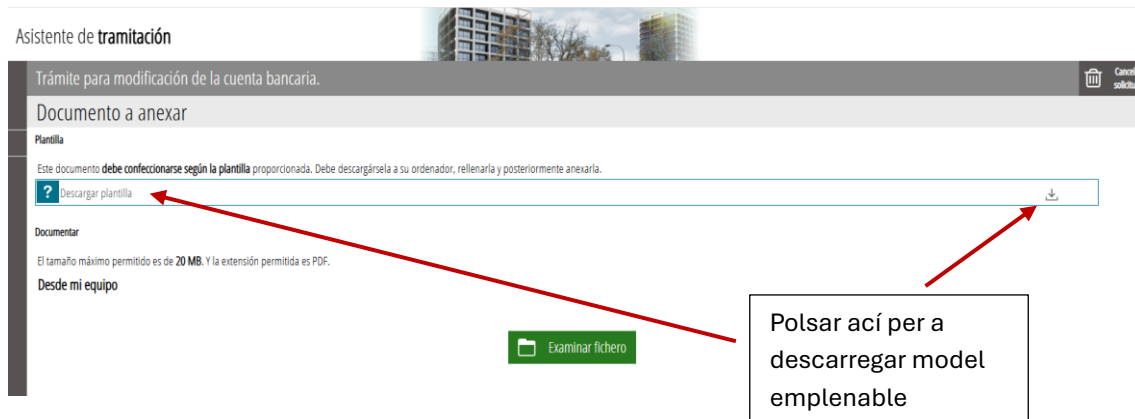 Asistente de tramitación
Trámite para modificación de la cuenta bancaria.
Cancel
solicitu
Documento a anexar
Plantilla
Este documento debe confeccionarse según la plantilla proporcionada. Debe descargársela a su ordenador, rellenarla y posteriormente anexarla.
? Descargar plantilla
Documentar
El tamaño máximo permitido es de 20 MB. Y la extensión permitida es PDF.
Desde mi equipo
Examinar fichero
Polsar ací per a
descarregar model
emplenable